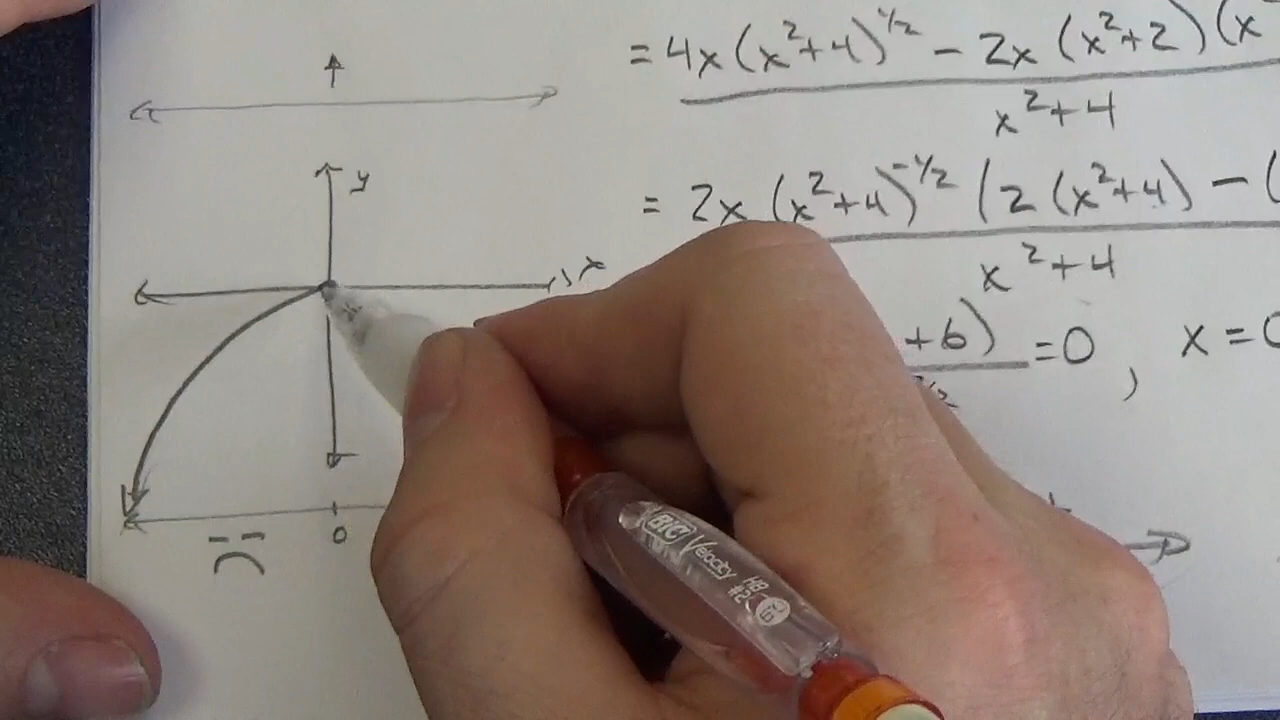 = 4x(x²+4)^1/2 − 2x(x²+2)(x
x²+4
= 2x(x²+4)^-1/2 (2(x²+4) − (
x²+4
+6) =0 , x=0
y
x
0
BIC Velocity HB #2